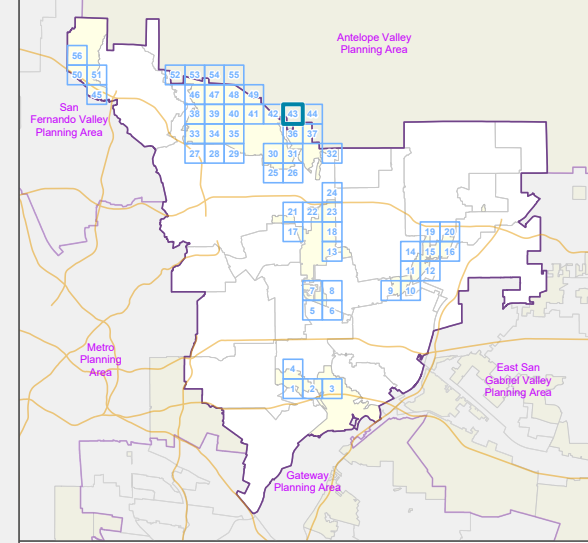 Antelope Valley
Planning Area
56
50 51
45
52 53 54 55
46 47 48 49
38 39 40 41 42 43 44
33 34 35 36 37
27 28 29 30 31 32
25 26
San
Fernando Valley
Planning Area
24
21 22 23
17 18
13
19 20
14 15 16
11 12
9 10
7 8
5 6
Metro
Planning
Area
4
1 2 3
East San
Gabriel Valley
Planning Area
Gateway
Planning Area